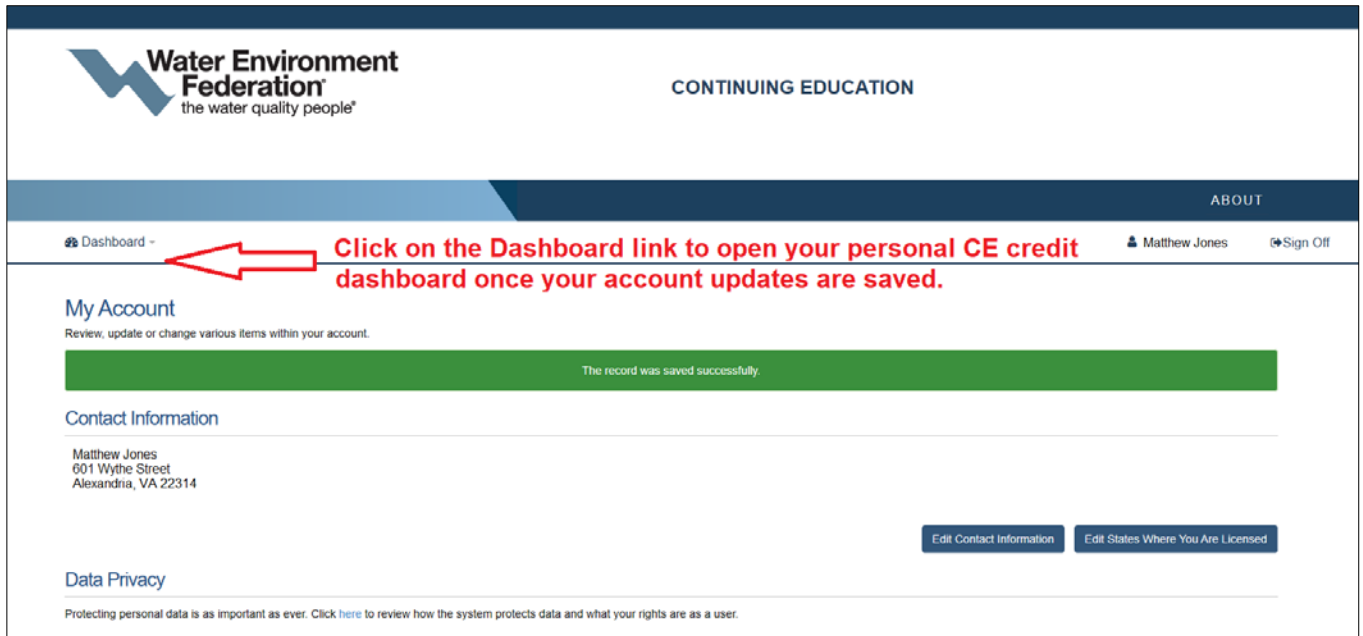 Water Environment
Federation
the water quality people®
CONTINUING EDUCATION
ABOUT
Dashboard
Matthew Jones
Sign Off
Click on the Dashboard link to open your personal CE credit
dashboard once your account updates are saved.
My Account
Review, update or change various items within your account.
The record was saved successfully.
Contact Information
Matthew Jones
601 Wythe Street
Alexandria, VA 22314
Edit Contact Information
Edit States Where You Are Licensed
Data Privacy
Protecting personal data is as important as ever. Click here to review how the system protects data and what your rights are as a user.